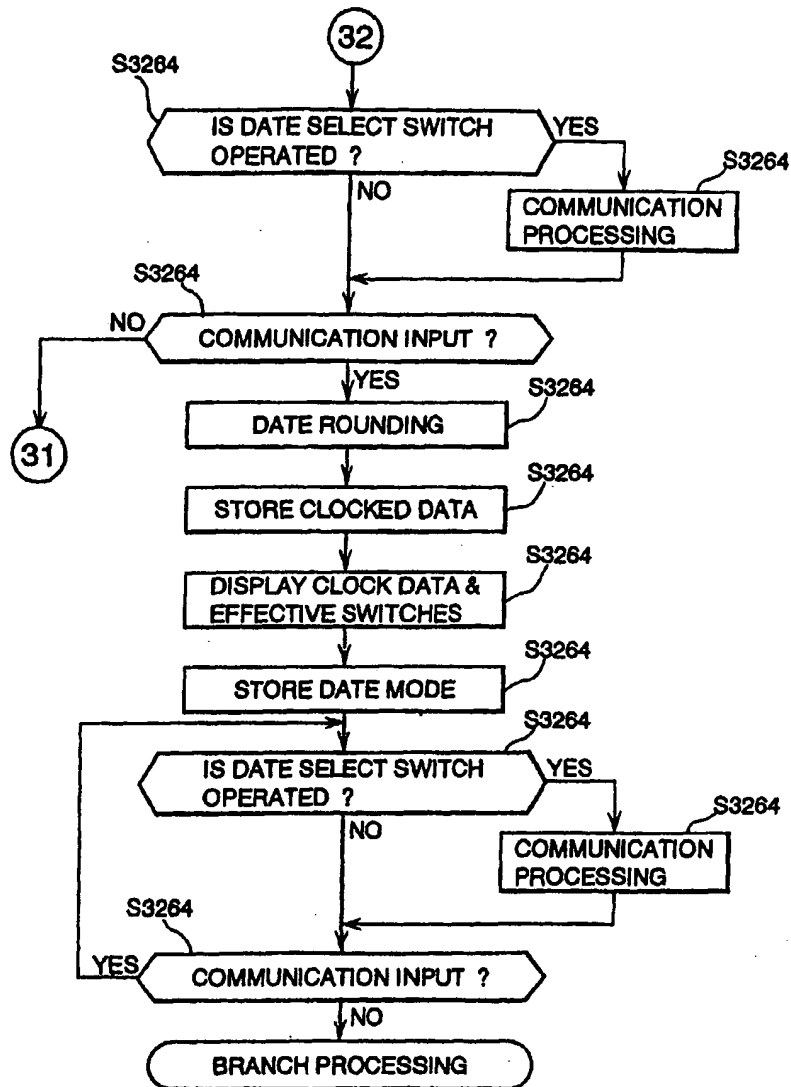 32
S3264
IS DATE SELECT SWITCH
OPERATED ?
YES
S3264
COMMUNICATION
PROCESSING
NO
S3264
NO
COMMUNICATION INPUT ?
YES
S3264
DATE ROUNDING
31
S3264
STORE CLOCKED DATA
S3264
DISPLAY CLOCK DATA &
EFFECTIVE SWITCHES
S3264
STORE DATE MODE
S3264
IS DATE SELECT SWITCH
OPERATED ?
YES
S3264
COMMUNICATION
PROCESSING
NO
S3264
YES
COMMUNICATION INPUT ?
NO
BRANCH PROCESSING